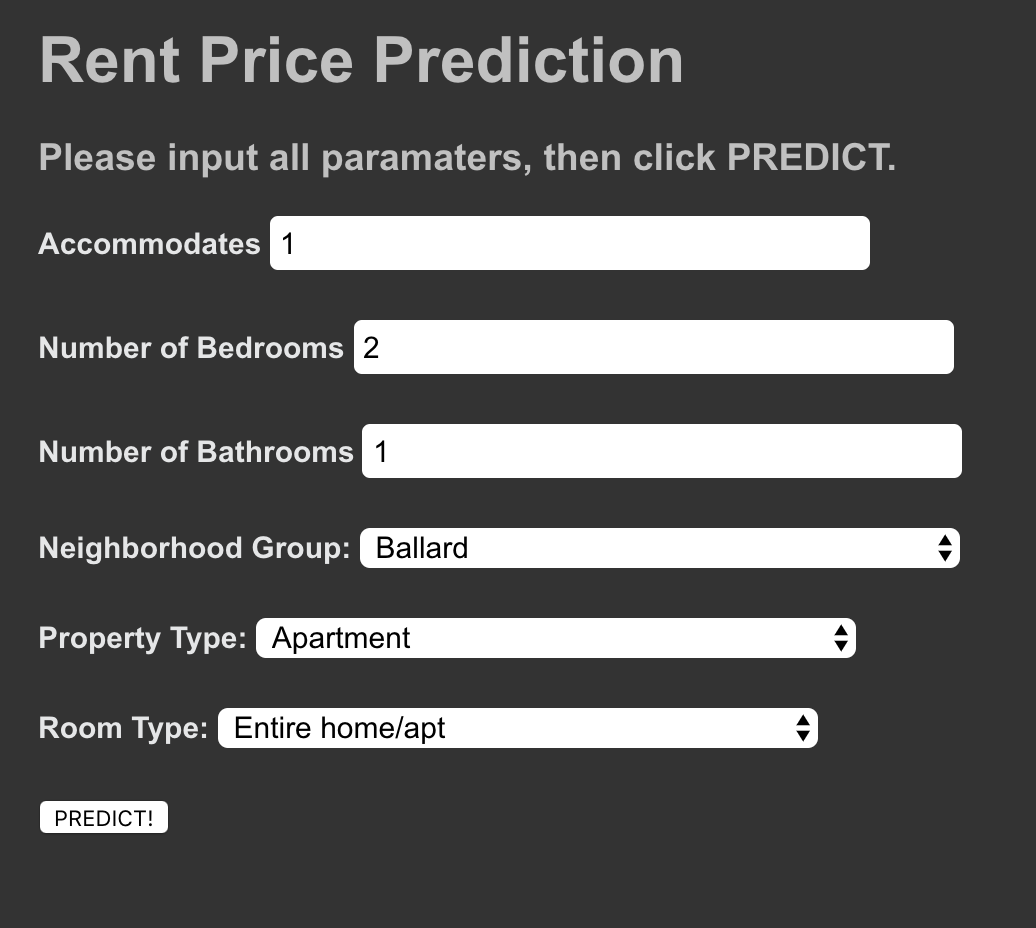 Rent Price Prediction
Please input all paramaters, then click PREDICT.
Accommodates 1
Number of Bedrooms 2
Number of Bathrooms 1
Neighborhood Group: Ballard
Property Type: Apartment
Room Type: Entire home/apt
PREDICT!